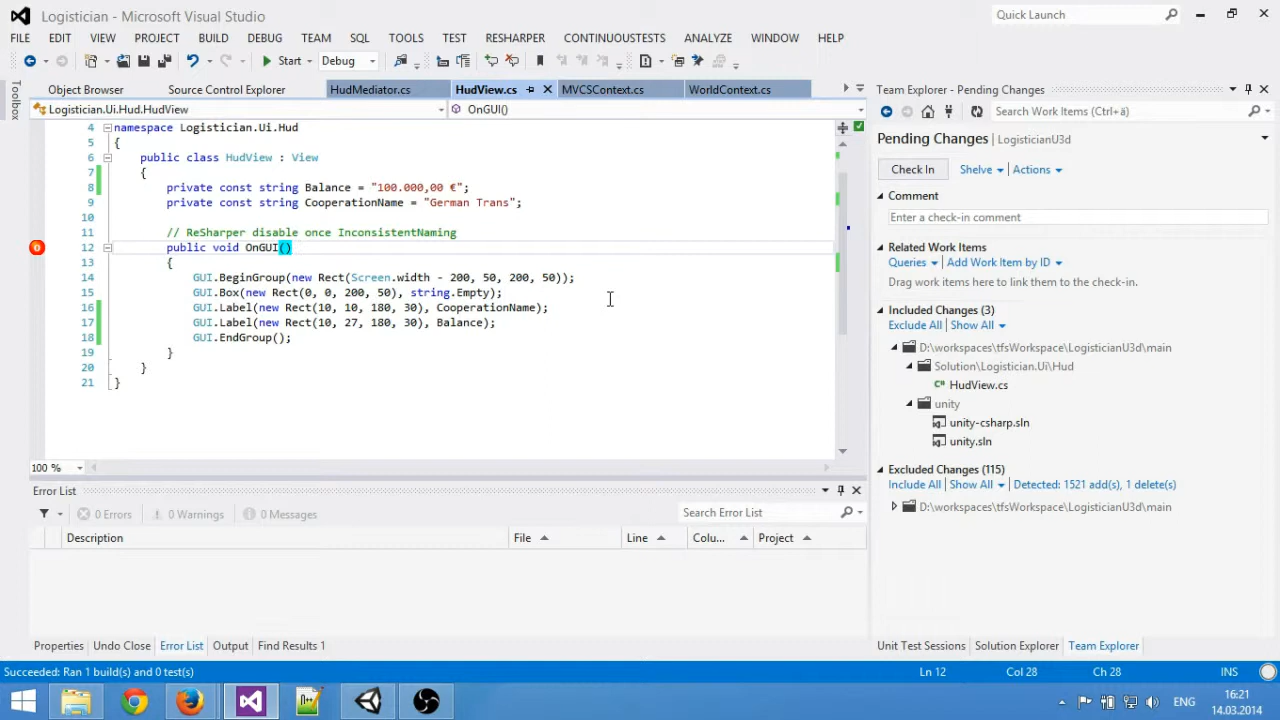 Logistician - Microsoft Visual Studio
Quick Launch
FILE EDIT VIEW PROJECT BUILD DEBUG TEAM SQL TOOLS TEST RESHARPER CONTINUOUSTESTS ANALYZE WINDOW HELP
Start Debug
Toolbox
Object Browser Source Control Explorer HudMediator.cs HudView.cs MVCSContext.cs WorldContext.cs
Logistician.Ui.Hud.HudView OnGUI()
4 namespace Logistician.Ui.Hud
5 {
6 public class HudView : View
7 {
8 private const string Balance = "100.000,00 €";
9 private const string CooperationName = "German Trans";
10
11 // ReSharper disable once InconsistentNaming
12 public void OnGUI()
13 {
14 GUI.BeginGroup(new Rect(Screen.width - 200, 50, 200, 50));
15 GUI.Box(new Rect(0, 0, 200, 50), string.Empty);
16 GUI.Label(new Rect(10, 10, 180, 30), CooperationName);
17 GUI.Label(new Rect(10, 27, 180, 30), Balance);
18 GUI.EndGroup();
19 }
20 }
21 }
100 %
Error List
0 Errors 0 Warnings 0 Messages
Search Error List
Description File Line Colu... Project
Properties Undo Close Error List Output Find Results 1
Team Explorer - Pending Changes
Search Work Items (Ctrl+ä)
Pending Changes | LogisticianU3d
Check In Shelve Actions
Comment
Enter a check-in comment
Related Work Items
Queries Add Work Item by ID
Drag work items here to link them to the check-in.
Included Changes (3)
Exclude All Show All
D:\workspaces\tfsWorkspace\LogisticianU3d\main
Solution\Logistician.Ui\Hud
C# HudView.cs
unity
unity-csharp.sln
unity.sln
Excluded Changes (115)
Include All Show All Detected: 1521 add(s), 1 delete(s)
D:\workspaces\tfsWorkspace\LogisticianU3d\main
Unit Test Sessions Solution Explorer Team Explorer
Succeeded: Ran 1 build(s) and 0 test(s) Ln 12 Col 28 Ch 28 INS
ENG
16:21
14.03.2014